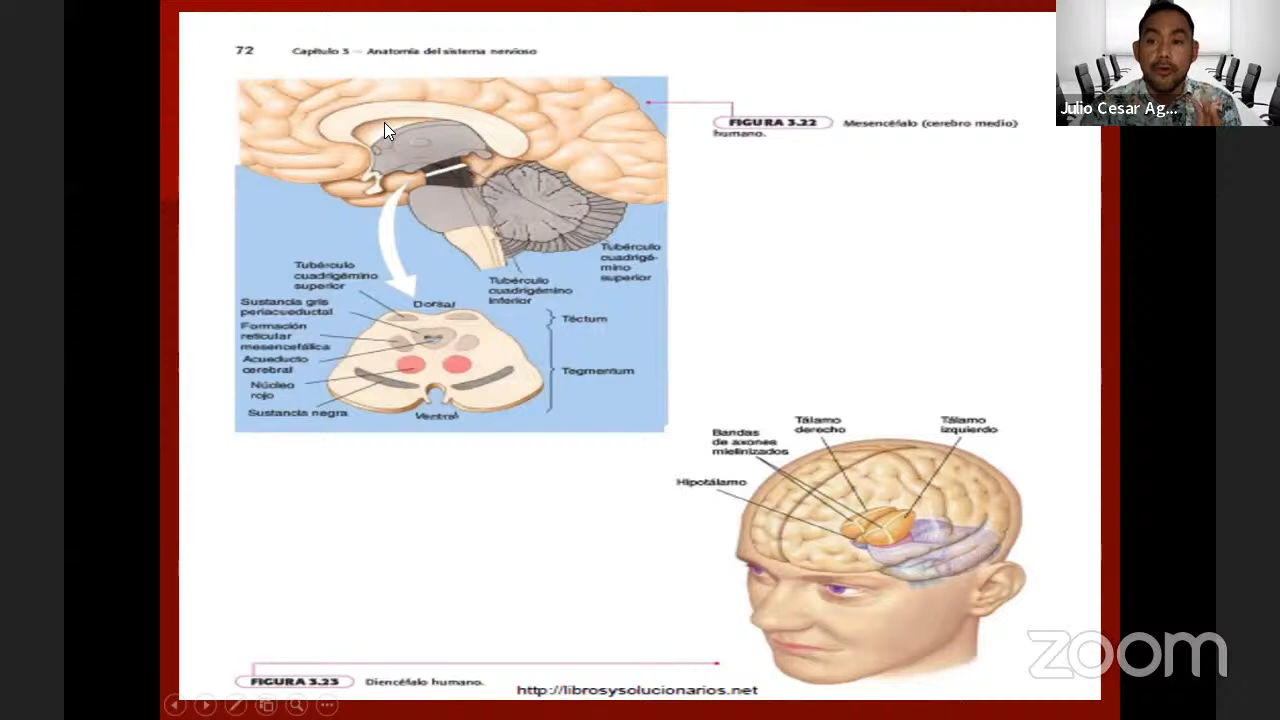 72 Capítulo 3 — Anatomía del sistema nervioso
Julio Cesar Ag...
FIGURA 3.22 Mesencéfalo (cerebro medio)
humano.
Tubérculo
cuadrigé-
mino
superior
Tubérculo
cuadrigémino
inferior
Tubérculo
cuadrigémino
superior
Sustancia gris
periacueductal
Formación
reticular
mesencefálica
Acueducto
cerebral
Núcleo
rojo
Sustancia negra
Dorsal
Ventral
Téctum
Tegmentum
Bandas
de axones
mielinizados
Tálamo
derecho
Tálamo
izquierdo
Hipotálamo
FIGURA 3.23 Diencéfalo humano.
http://librosysolucionarios.net
zoom